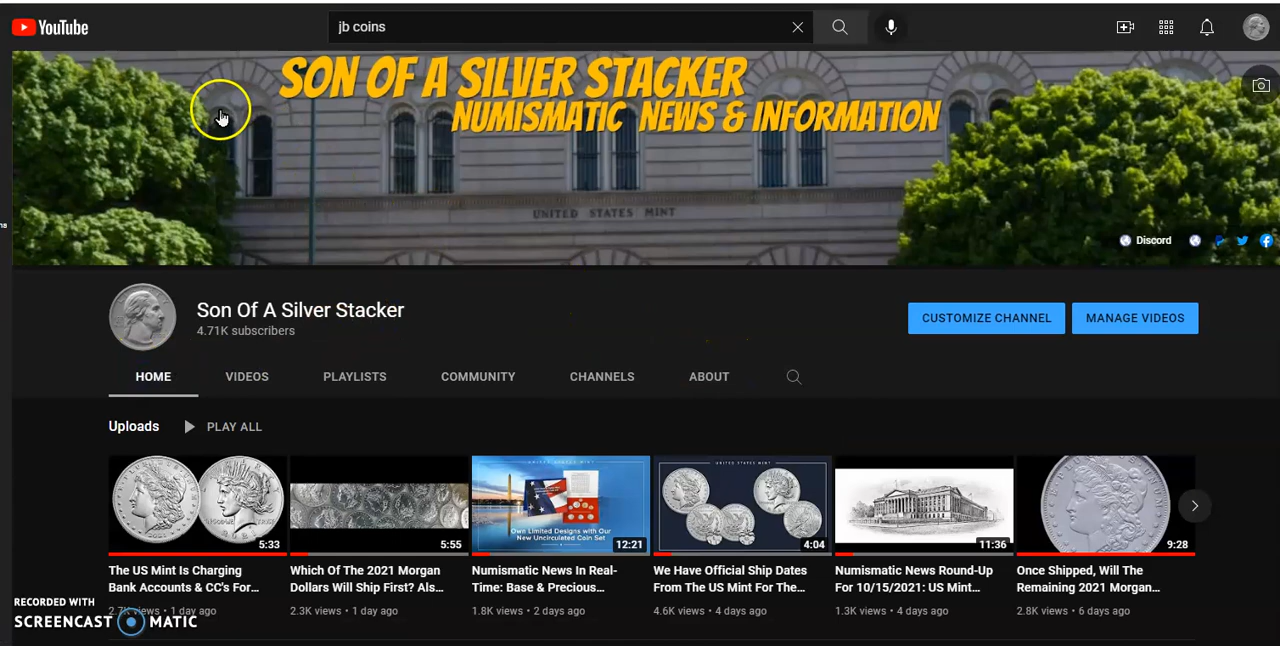 YouTube
jb coins
SON OF A SILVER STACKER
NUMISMATIC NEWS & INFORMATION
UNITED STATES MINT
Discord
Son Of A Silver Stacker
4.71K subscribers
CUSTOMIZE CHANNEL
MANAGE VIDEOS
HOME VIDEOS PLAYLISTS COMMUNITY CHANNELS ABOUT
Uploads PLAY ALL
UNITED STATES MINT
Own Limited Designs with Our
New Uncirculated Coin Set
5:33
5:55
12:21
4:04
11:36
9:28
The US Mint Is Charging
Bank Accounts & CC's For...
2.7K views • 1 day ago
Which Of The 2021 Morgan
Dollars Will Ship First? Als...
2.3K views • 1 day ago
Numismatic News In Real-
Time: Base & Precious...
1.8K views • 2 days ago
We Have Official Ship Dates
From The US Mint For The...
4.6K views • 4 days ago
Numismatic News Round-Up
For 10/15/2021: US Mint...
1.3K views • 4 days ago
Once Shipped, Will The
Remaining 2021 Morgan...
2.8K views • 6 days ago
RECORDED WITH
SCREENCAST MATIC